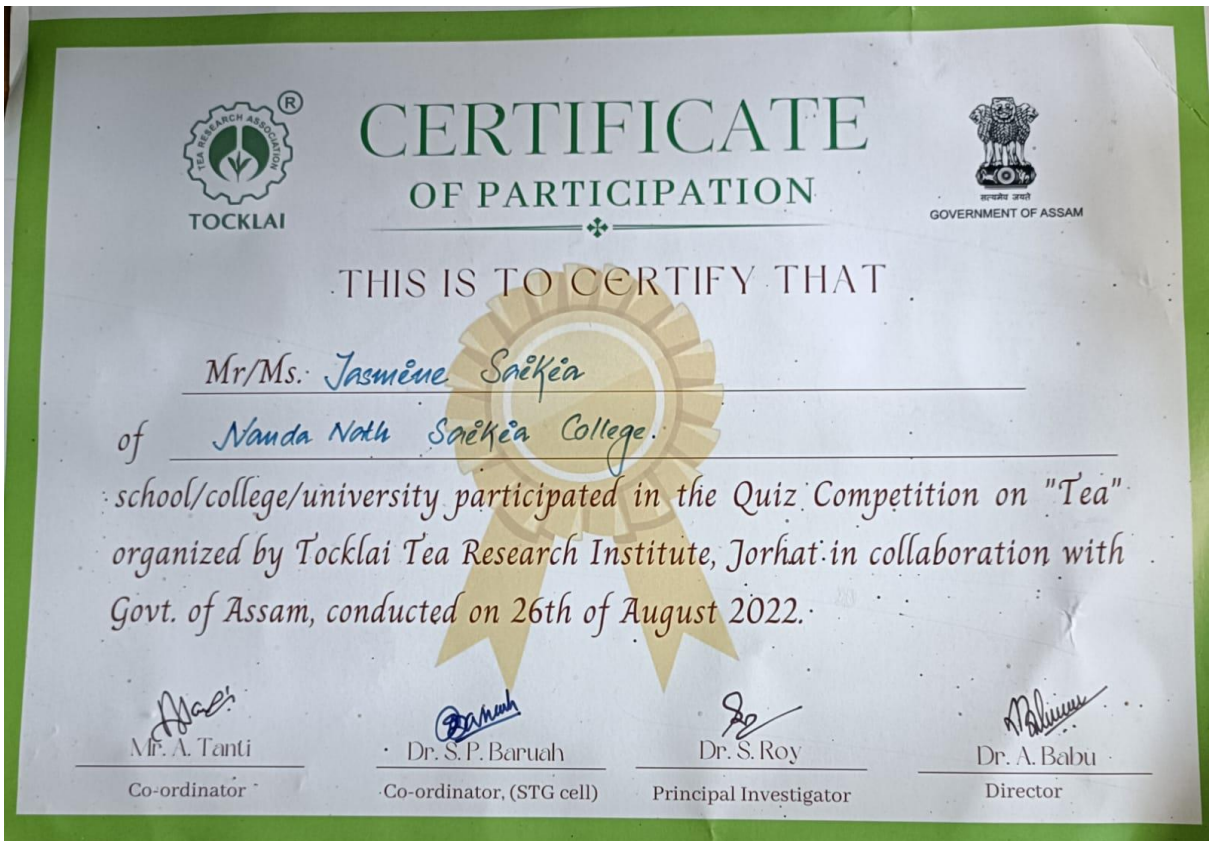 TEA RESEARCH ASSOCIATION
®
TOCKLAI
CERTIFICATE
OF PARTICIPATION
सत्यमेव जयते
GOVERNMENT OF ASSAM
THIS IS TO CERTIFY THAT
Mr/Ms. Jasmine Saikia
of Nanda Nath Saikia College.
school/college/university participated in the Quiz Competition on "Tea"
organized by Tocklai Tea Research Institute, Jorhat in collaboration with
Govt. of Assam, conducted on 26th of August 2022.
Mr. A. Tanti
Co-ordinator
Dr. S. P. Baruah
Co-ordinator, (STG cell)
Dr. S. Roy
Principal Investigator
Dr. A. Babu
Director